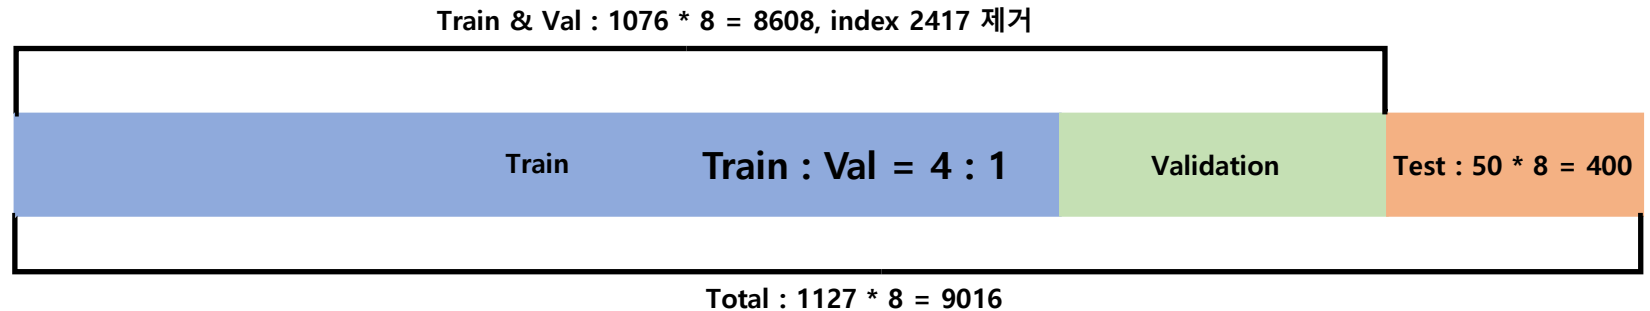 Train & Val : 1076 * 8 = 8608, index 2417 제거
Train
Train : Val = 4 : 1
Validation
Test : 50 * 8 = 400
Total : 1127 * 8 = 9016